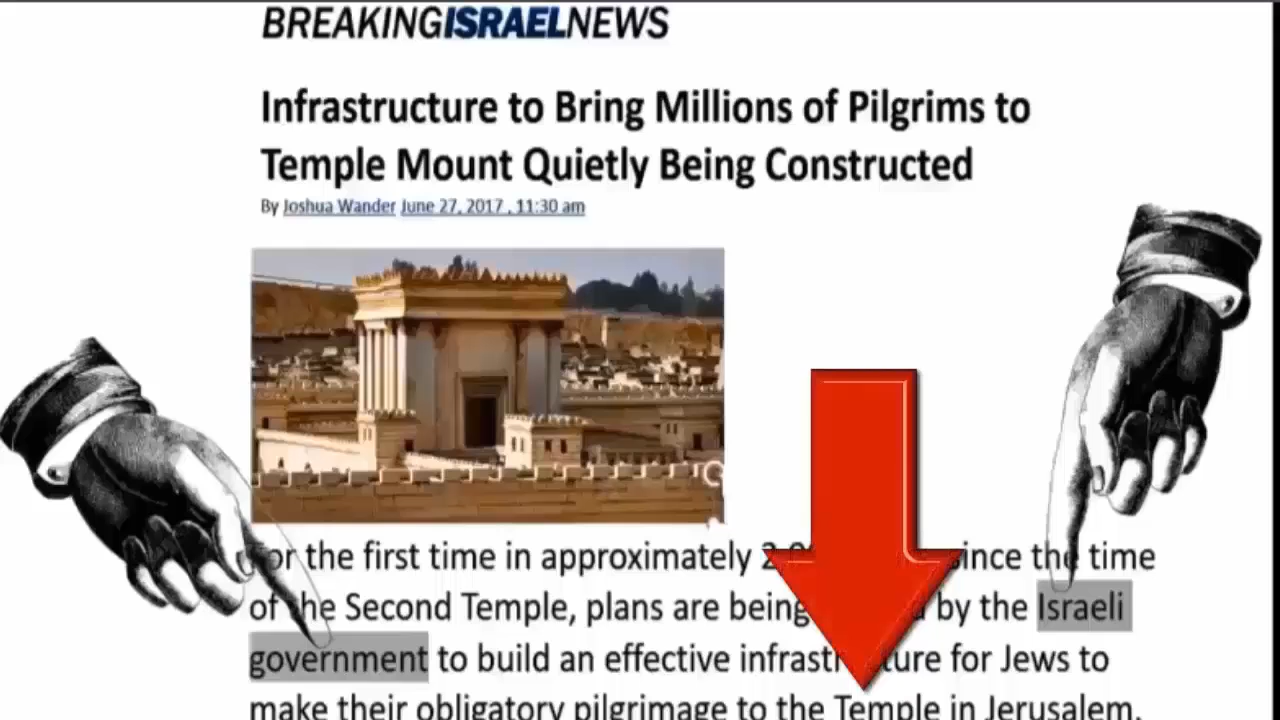 BREAKINGISRAELNEWS
Infrastructure to Bring Millions of Pilgrims to
Temple Mount Quietly Being Constructed
By Joshua Wander June 27, 2017 , 11:30 am
For the first time in approximately since the time
of the Second Temple, plans are being by the Israeli
government to build an effective infrastructure for Jews to
make their obligatory pilgrimage to the Temple in Jerusalem.